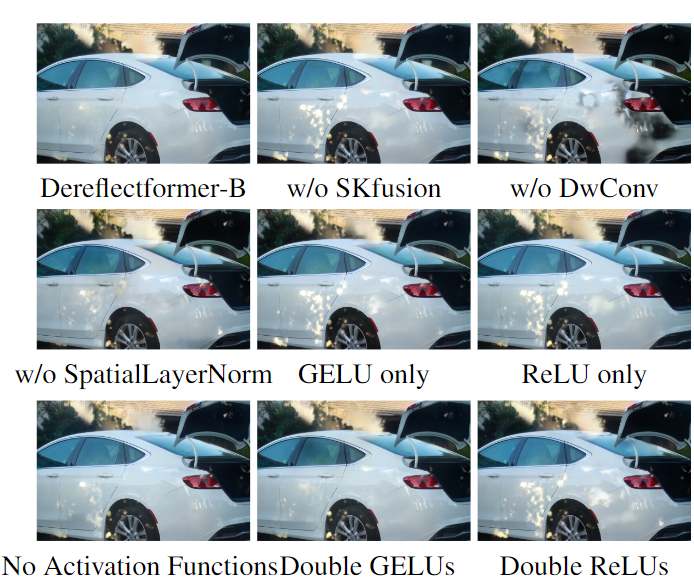 Dereflectformer-B
w/o SKfusion
w/o DwConv
w/o SpatialLayerNorm
GELU only
ReLU only
No Activation Functions
Double GELUs
Double ReLUs